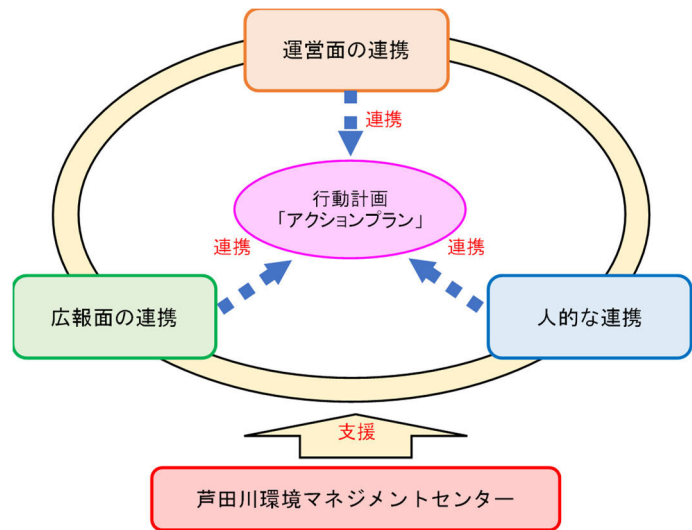 運営面の連携
連携
行動計画
「アクションプラン」
連携
連携
広報面の連携
人的な連携
支援
芦田川環境マネジメントセンター